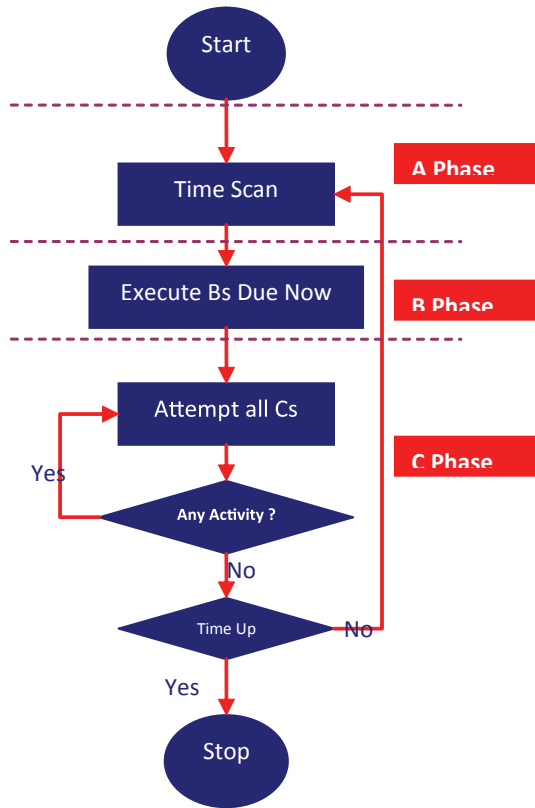 Start
A Phase
Time Scan
Execute Bs Due Now
B Phase
Attempt all Cs
C Phase
Yes
Any Activity ?
No
Time Up
No
Yes
Stop